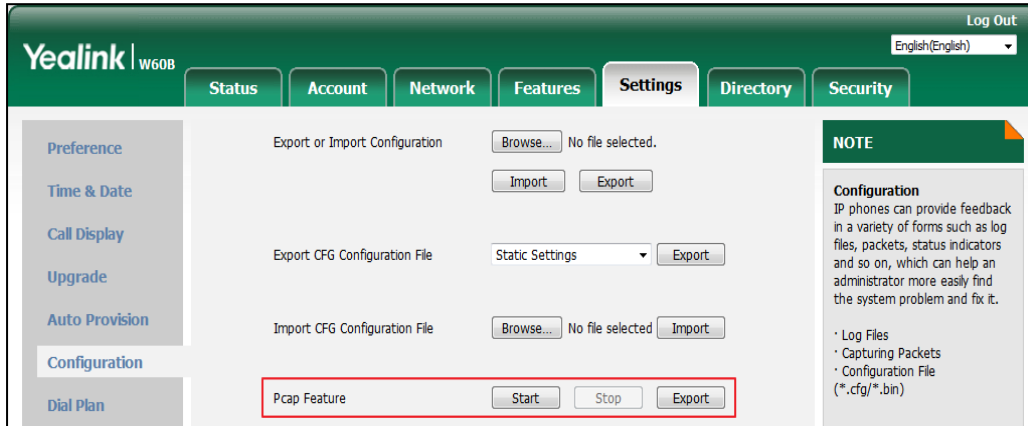 Log Out
Yealink | W60B
English(English)
Status Account Network Features Settings Directory Security
Preference
Time & Date
Call Display
Upgrade
Auto Provision
Configuration
Dial Plan
Export or Import Configuration Browse... No file selected.
Import Export
Export CFG Configuration File Static Settings Export
Import CFG Configuration File Browse... No file selected Import
Pcap Feature Start Stop Export
NOTE
Configuration
IP phones can provide feedback
in a variety of forms such as log
files, packets, status indicators
and so on, which can help an
administrator more easily find
the system problem and fix it.
· Log Files
· Capturing Packets
· Configuration File
(*.cfg/*.bin)